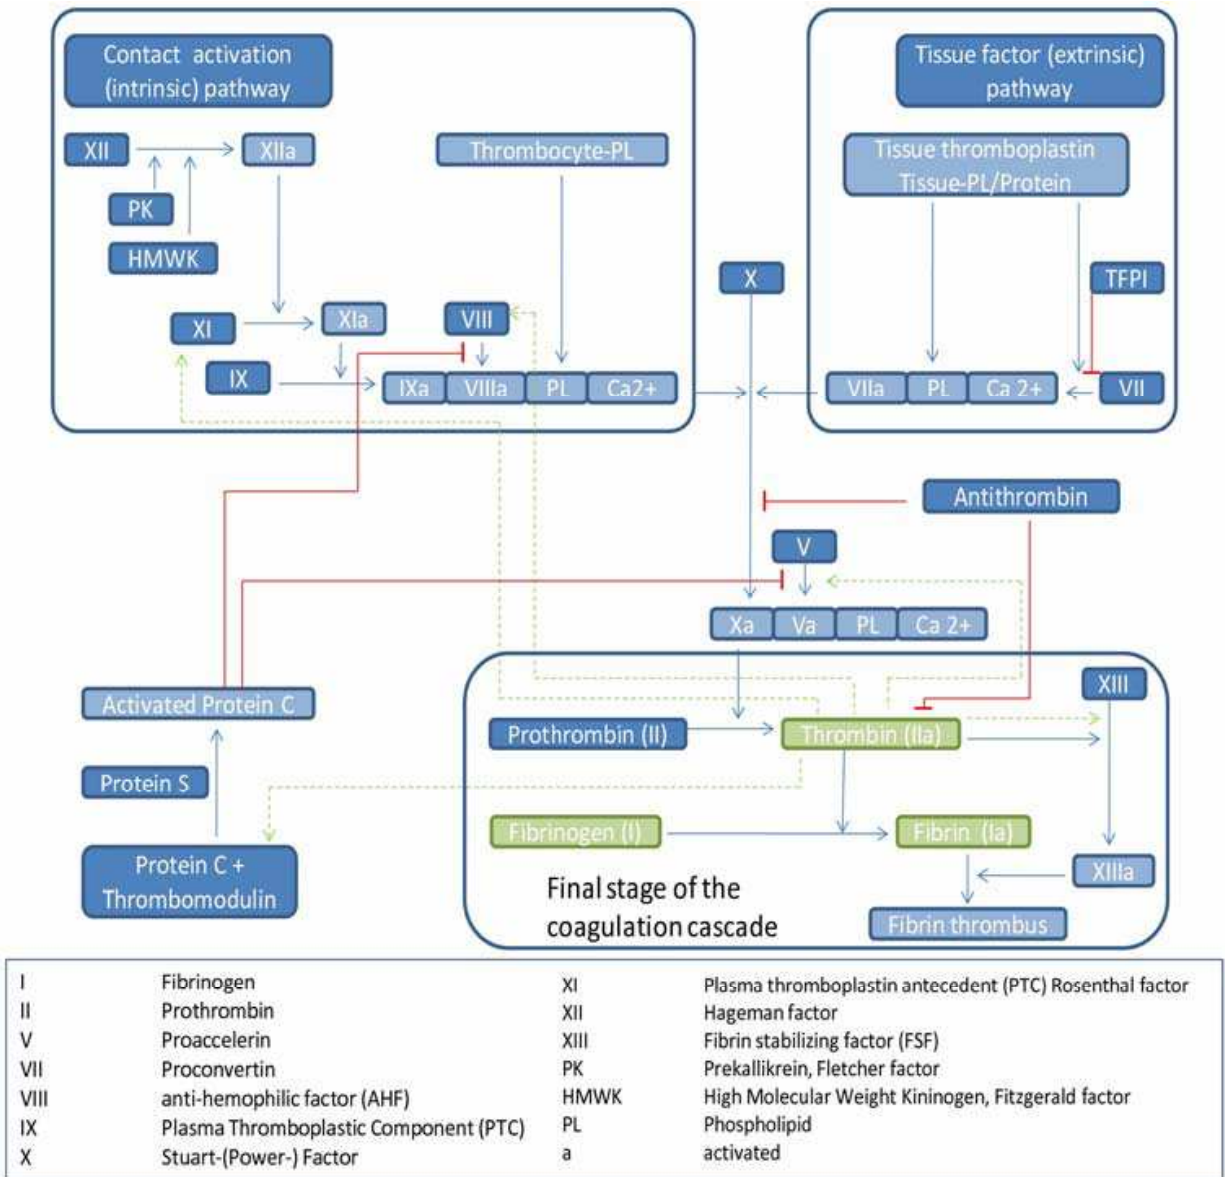 Contact activation
(intrinsic) pathway
XII
XIIa
Thrombocyte-PL
PK
HMWK
XI
XIa
VIII
IX
IXa
VIIIa
PL
Ca2+
X
Tissue factor (extrinsic)
pathway
Tissue thromboplastin
Tissue-PL/Protein
TFPI
VIIa
PL
Ca 2+
VII
Antithrombin
V
Xa
Va
PL
Ca 2+
Activated Protein C
Protein S
Protein C +
Thrombomodulin
XIII
Prothrombin (II)
Thrombin (IIa)
Fibrinogen (I)
Fibrin (Ia)
XIIIa
Final stage of the
coagulation cascade
Fibrin thrombus
I Fibrinogen
II Prothrombin
V Proaccelerin
VII Proconvertin
VIII anti-hemophilic factor (AHF)
IX Plasma Thromboplastic Component (PTC)
X Stuart-(Power-) Factor
XI Plasma thromboplastin antecedent (PTC) Rosenthal factor
XII Hageman factor
XIII Fibrin stabilizing factor (FSF)
PK Prekallikrein, Fletcher factor
HMWK High Molecular Weight Kininogen, Fitzgerald factor
PL Phospholipid
a activated